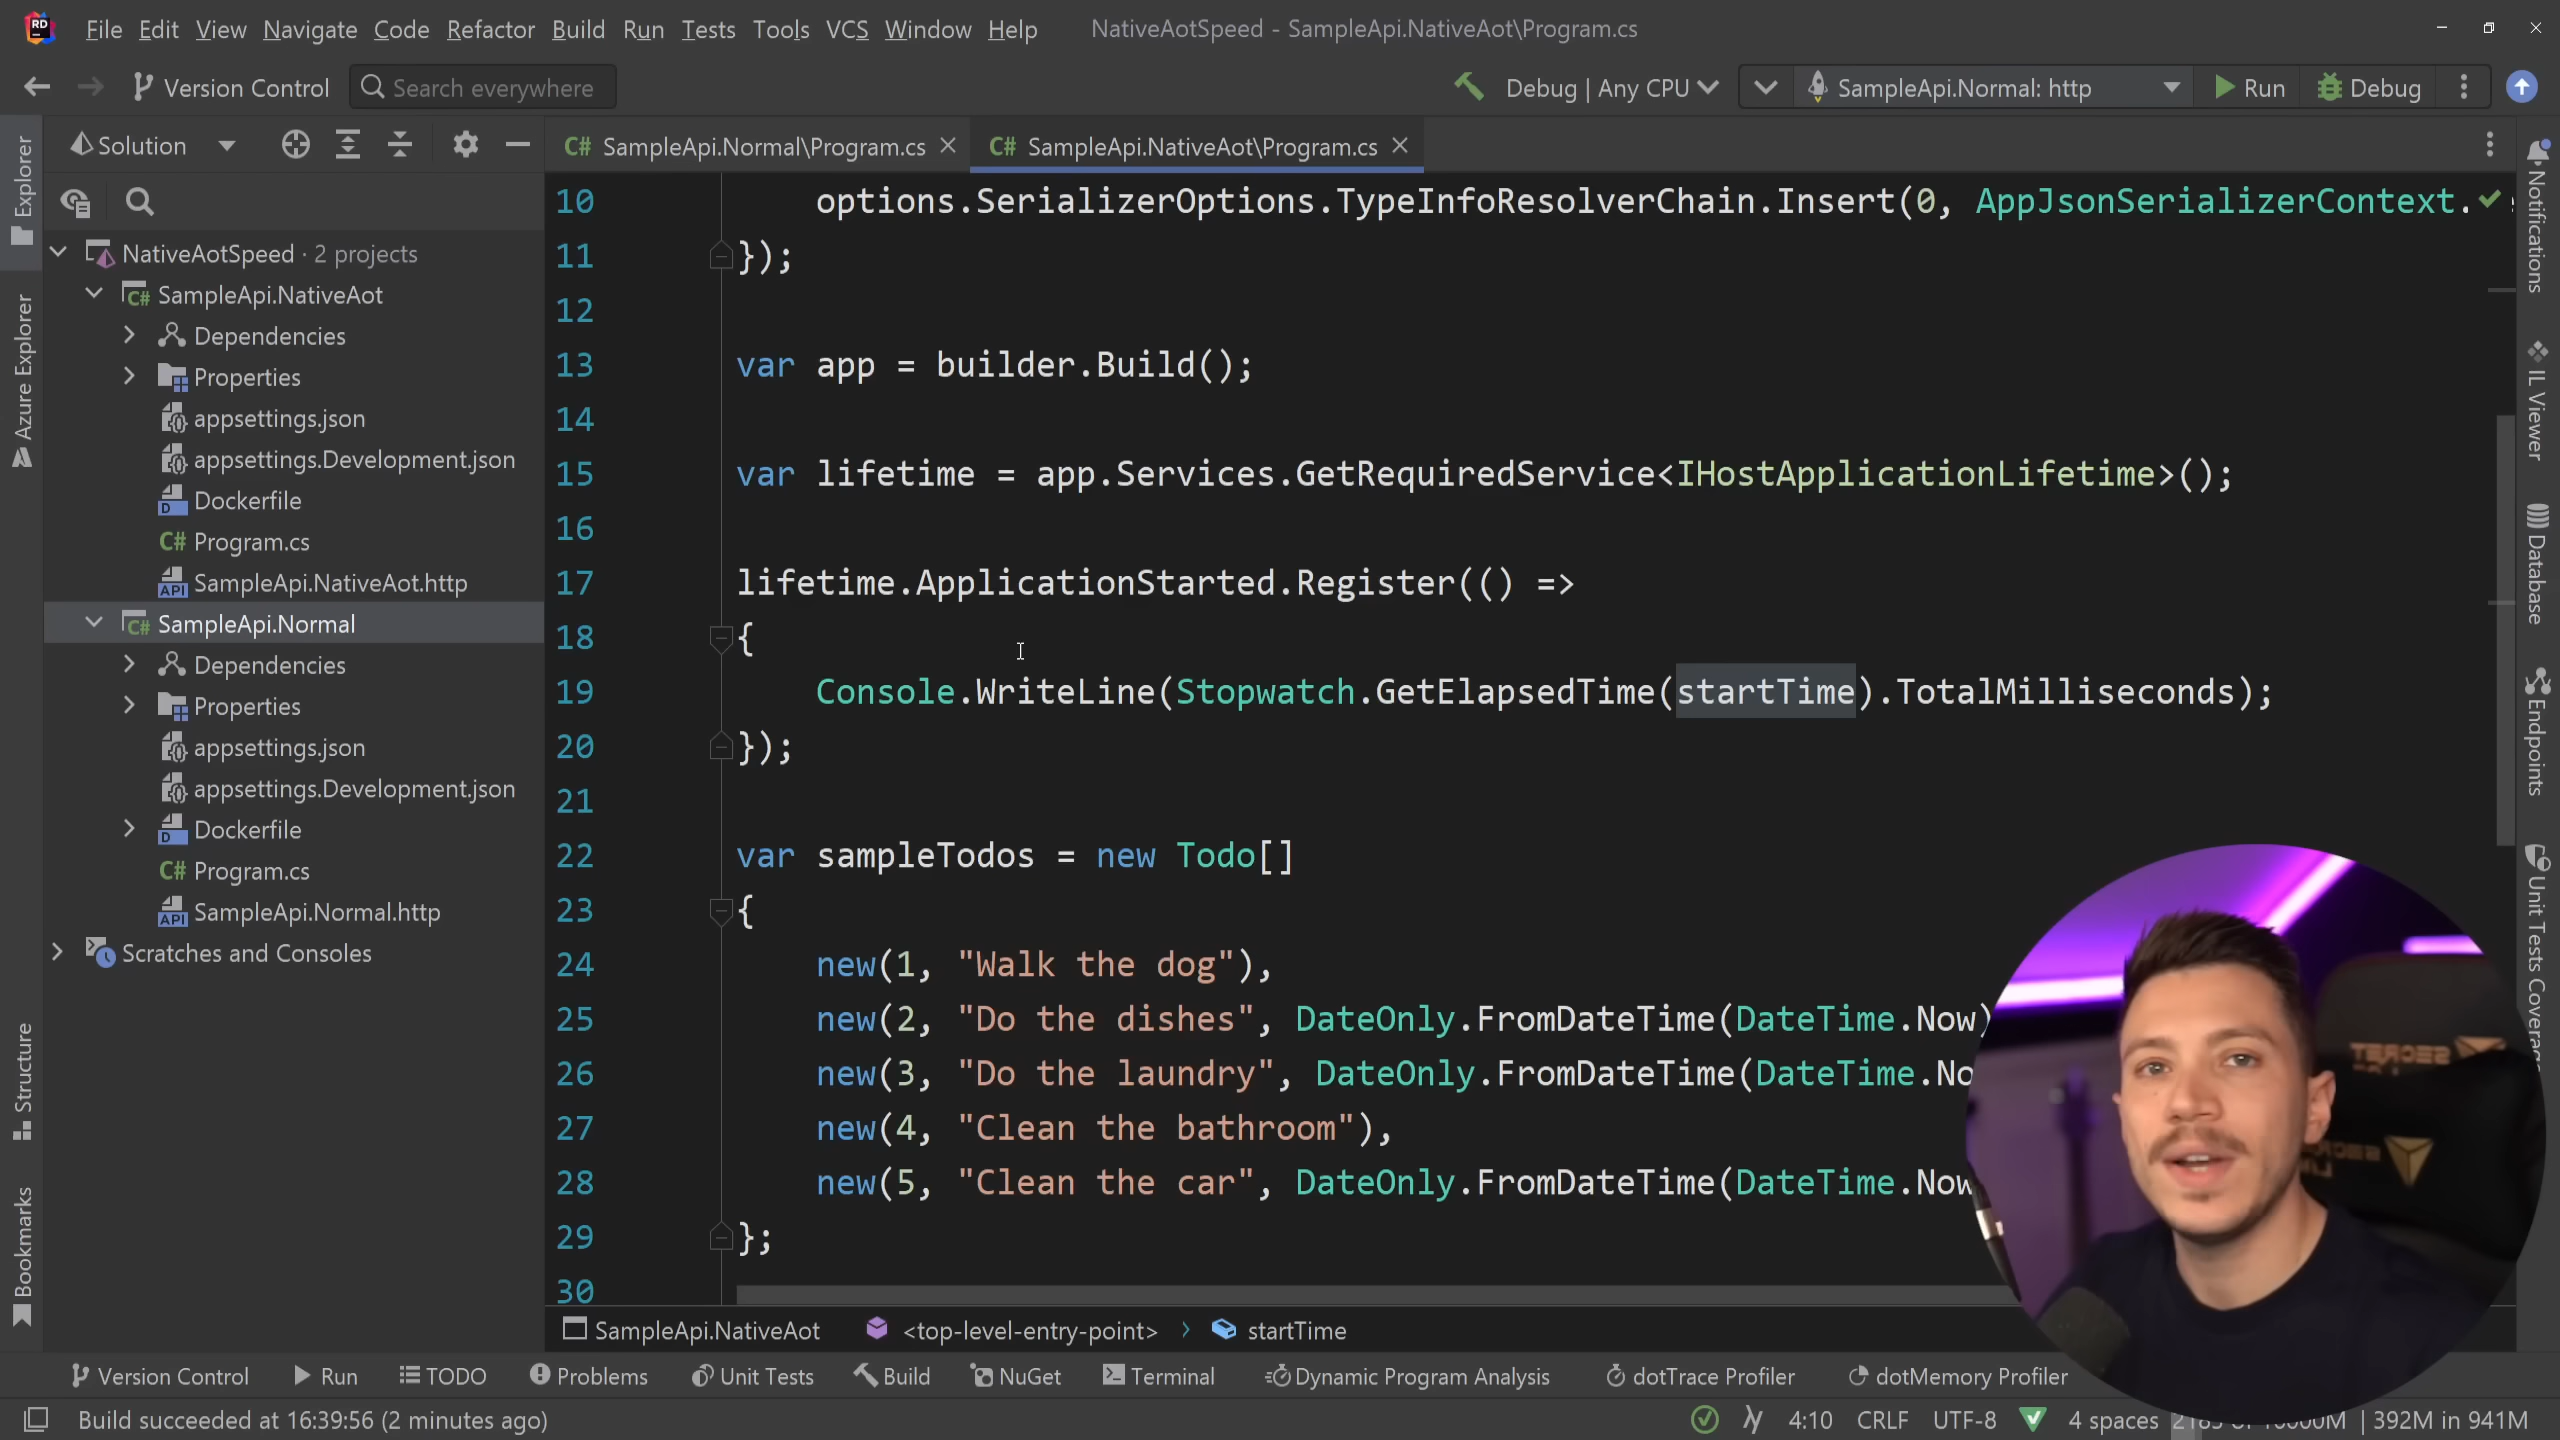 File Edit View Navigate Code Refactor Build Run Tests Tools VCS Window Help NativeAotSpeed - SampleApi.NativeAot\Program.cs
Version Control Search everywhere Debug | Any CPU SampleApi.Normal: http Run Debug
Solution
SampleApi.Normal\Program.cs
SampleApi.NativeAot\Program.cs
Explorer
Azure Explorer
Structure
Bookmarks
NativeAotSpeed · 2 projects
SampleApi.NativeAot
Dependencies
Properties
appsettings.json
appsettings.Development.json
Dockerfile
C# Program.cs
SampleApi.NativeAot.http
SampleApi.Normal
Dependencies
Properties
appsettings.json
appsettings.Development.json
Dockerfile
C# Program.cs
SampleApi.Normal.http
Scratches and Consoles
10 options.SerializerOptions.TypeInfoResolverChain.Insert(0, AppJsonSerializerContext.
11 });
12
13 var app = builder.Build();
14
15 var lifetime = app.Services.GetRequiredService<IHostApplicationLifetime>();
16
17 lifetime.ApplicationStarted.Register(() =>
18 {
19 Console.WriteLine(Stopwatch.GetElapsedTime(startTime).TotalMilliseconds);
20 });
21
22 var sampleTodos = new Todo[]
23 {
24 new(1, "Walk the dog"),
25 new(2, "Do the dishes", DateOnly.FromDateTime(DateTime.Now)
26 new(3, "Do the laundry", DateOnly.FromDateTime(DateTime.No
27 new(4, "Clean the bathroom"),
28 new(5, "Clean the car", DateOnly.FromDateTime(DateTime.Now
29 };
30
Notifications
IL Viewer
Database
Endpoints
Unit Tests Coverage
SampleApi.NativeAot <top-level-entry-point> startTime
Version Control Run TODO Problems Unit Tests Build NuGet Terminal Dynamic Program Analysis dotTrace Profiler dotMemory Profiler
Build succeeded at 16:39:56 (2 minutes ago) 4:10 CRLF UTF-8 4 spaces | 392M in 941M